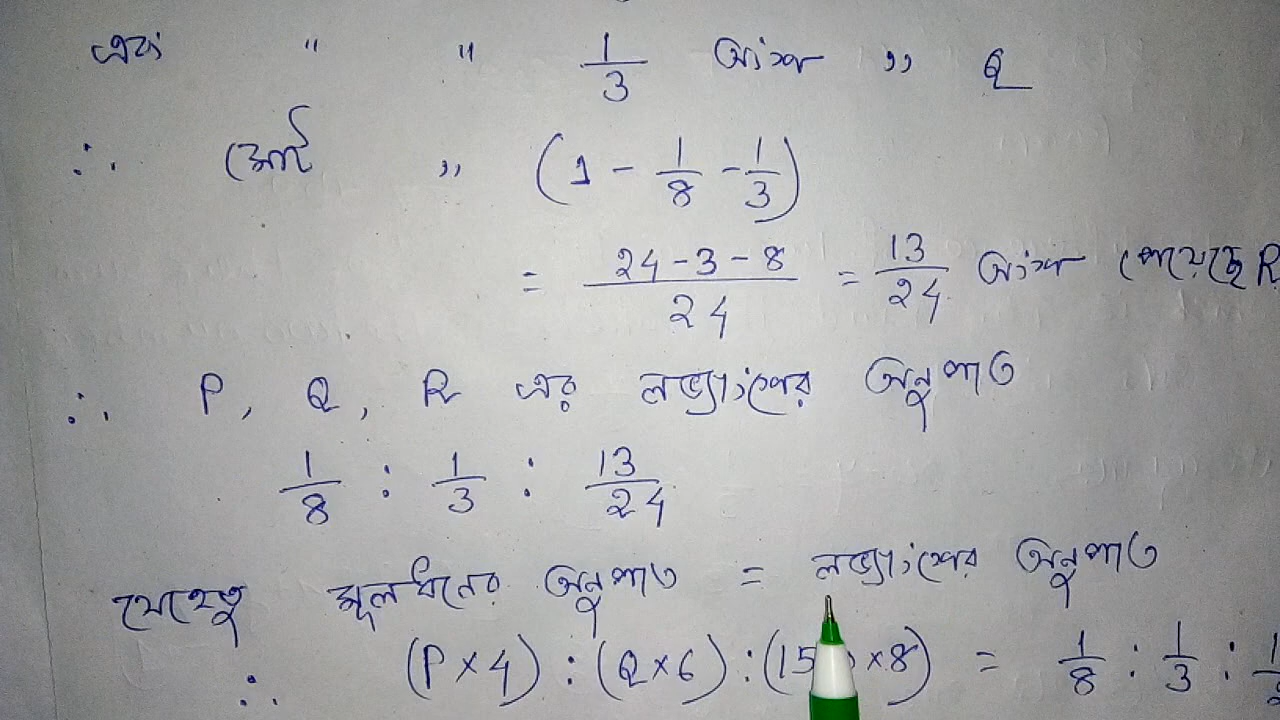 এবং " " 1/3 অংশ ,, Q
∴ মোট ,, (1 - 1/8 - 1/3)
= (24 - 3 - 8)/24 = 13/24 অংশ পেয়েছে R
∴ P, Q, R এর লভ্যাংশের অনুপাত
1/8 : 1/3 : 13/24
যেহেতু মূলধনের অনুপাত = লভ্যাংশের অনুপাত
∴ (P × 4) : (Q × 6) : (15 × 8) = 1/8 : 1/3 :